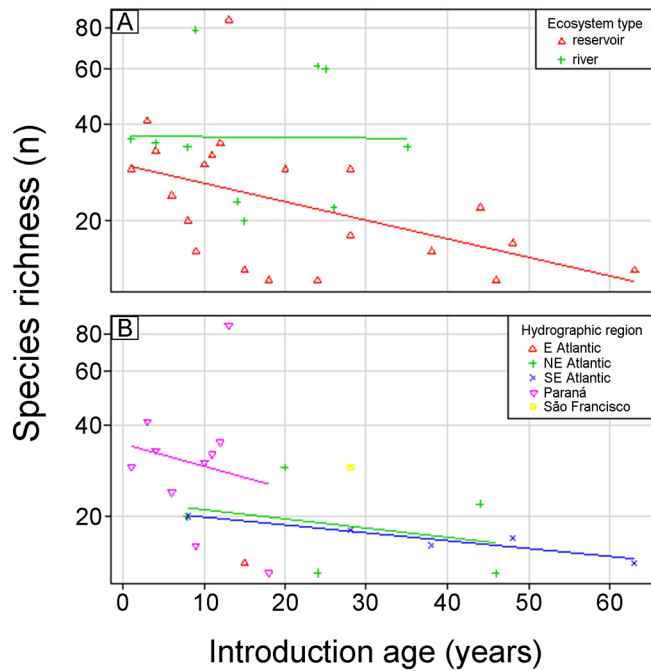 Species richness (n)
A
80
60
40
20
Ecosystem type
reservoir
river
B
80
60
40
20
Hydrographic region
E Atlantic
NE Atlantic
SE Atlantic
Paraná
São Francisco
0 10 20 30 40 50 60
Introduction age (years)